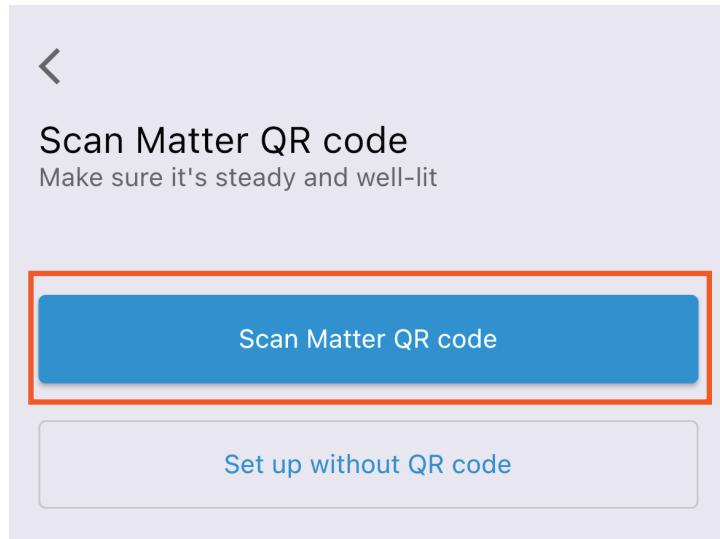 Scan Matter QR code
Make sure it's steady and well-lit
Scan Matter QR code
Set up without QR code